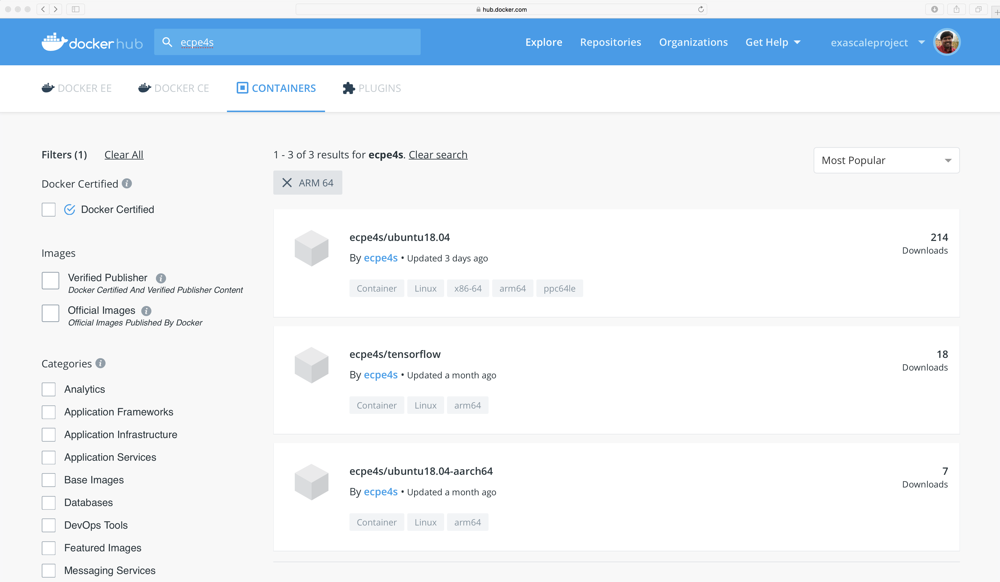 hub.docker.com
docker hub
ecpe4s
Explore
Repositories
Organizations
Get Help
exascaleproject
DOCKER EE
DOCKER CE
CONTAINERS
PLUGINS
Filters (1)
Clear All
Docker Certified
Docker Certified
Images
Verified Publisher
Docker Certified And Verified Publisher Content
Official Images
Official Images Published By Docker
Categories
Analytics
Application Frameworks
Application Infrastructure
Application Services
Base Images
Databases
DevOps Tools
Featured Images
Messaging Services
1 - 3 of 3 results for ecpe4s. Clear search
Most Popular
ARM 64
ecpe4s/ubuntu18.04
214
Downloads
By ecpe4s • Updated 3 days ago
Container
Linux
x86-64
arm64
ppc64le
ecpe4s/tensorflow
18
Downloads
By ecpe4s • Updated a month ago
Container
Linux
arm64
ecpe4s/ubuntu18.04-aarch64
7
Downloads
By ecpe4s • Updated a month ago
Container
Linux
arm64